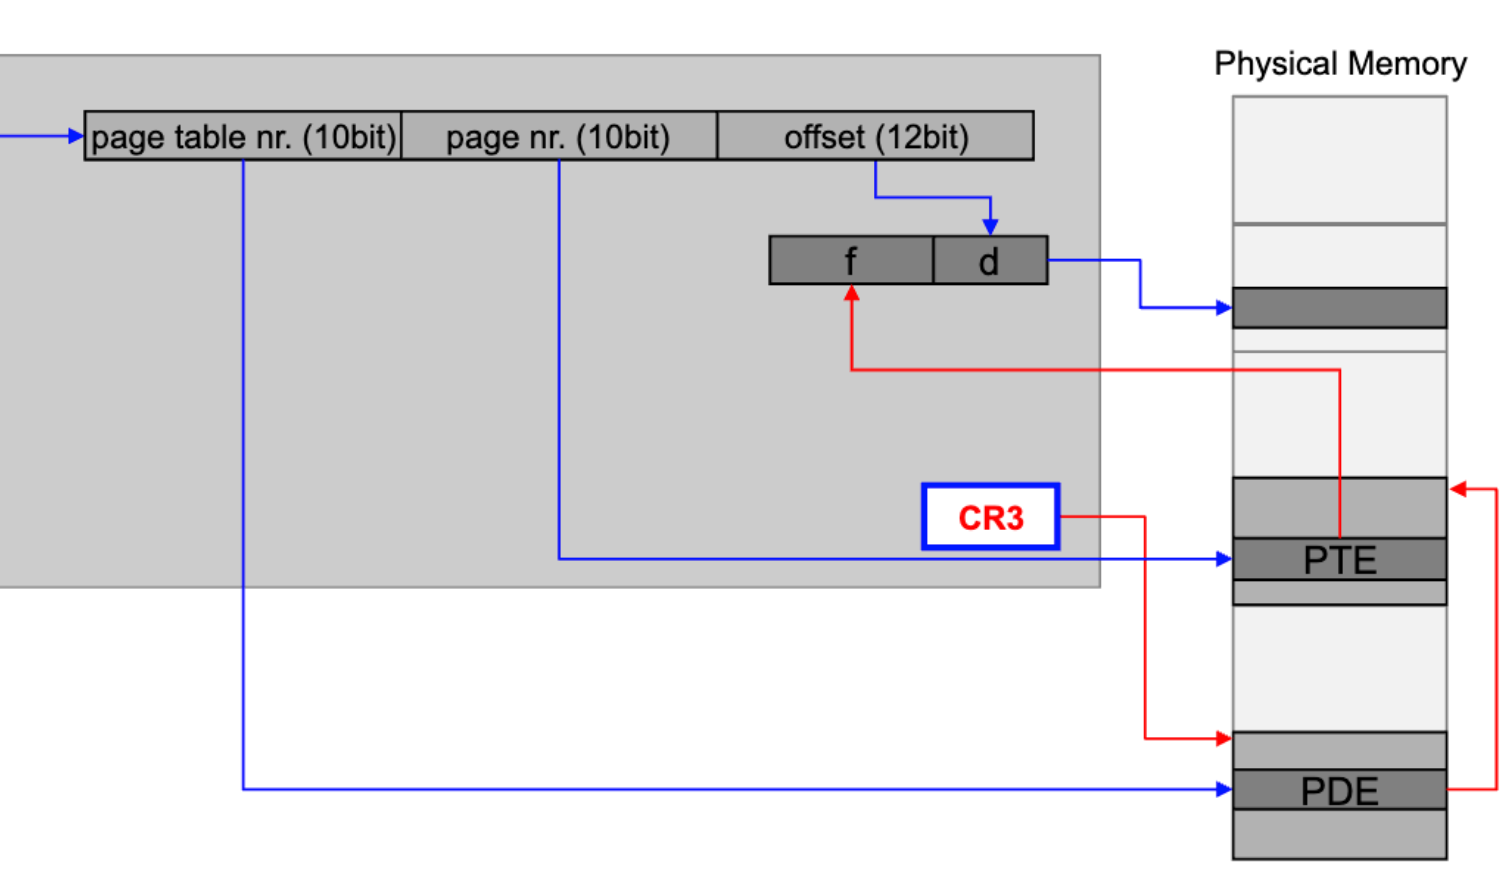 Physical Memory
page table nr. (10bit)
page nr. (10bit)
offset (12bit)
f
d
CR3
PTE
PDE